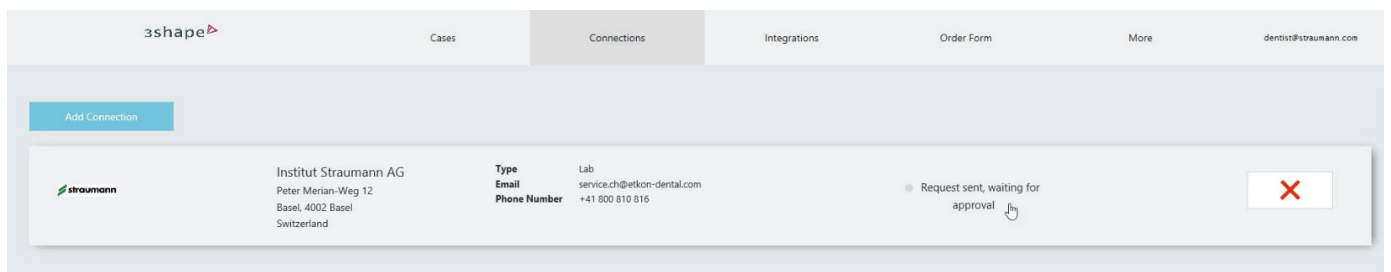 3shape
Cases
Connections
Integrations
Order Form
More
dentist@straumann.com
Add Connection
straumann
Institut Straumann AG
Peter Merian-Weg 12
Basel, 4002 Basel
Switzerland
Type Lab
Email service.ch@etkon-dental.com
Phone Number +41 800 810 816
Request sent, waiting for
approval